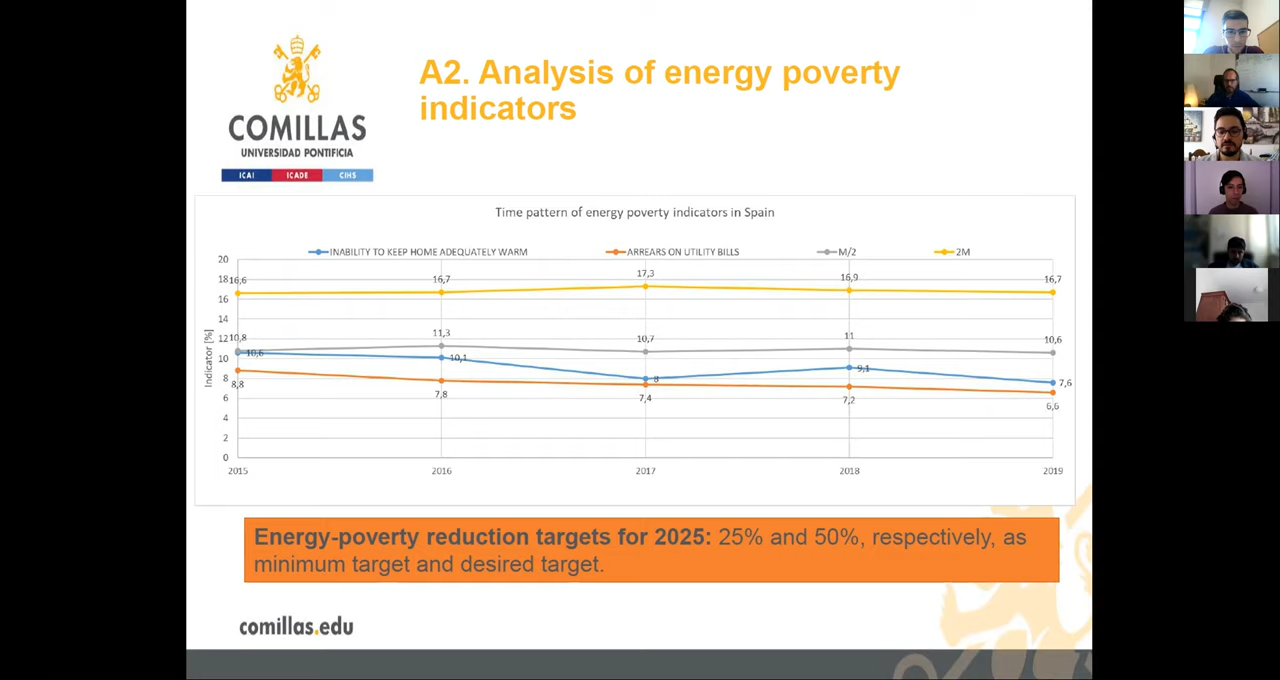 A2. Analysis of energy poverty
indicators
COMILLAS
UNIVERSIDAD PONTIFICIA
ICAI ICADE CIHS
Time pattern of energy poverty indicators in Spain
INABILITY TO KEEP HOME ADEQUATELY WARM ARREARS ON UTILITY BILLS M/2 2M
Indicator [%]
20
18
16
14
12
10
8
6
4
2
0
16,6 16,7 17,3 16,9 16,7
10,8 11,3 10,7 11 10,6
10,6 10,1 8 9,1 7,6
8,8 7,8 7,4 7,2 6,6
2015 2016 2017 2018 2019
Energy-poverty reduction targets for 2025: 25% and 50%, respectively, as
minimum target and desired target.
comillas.edu